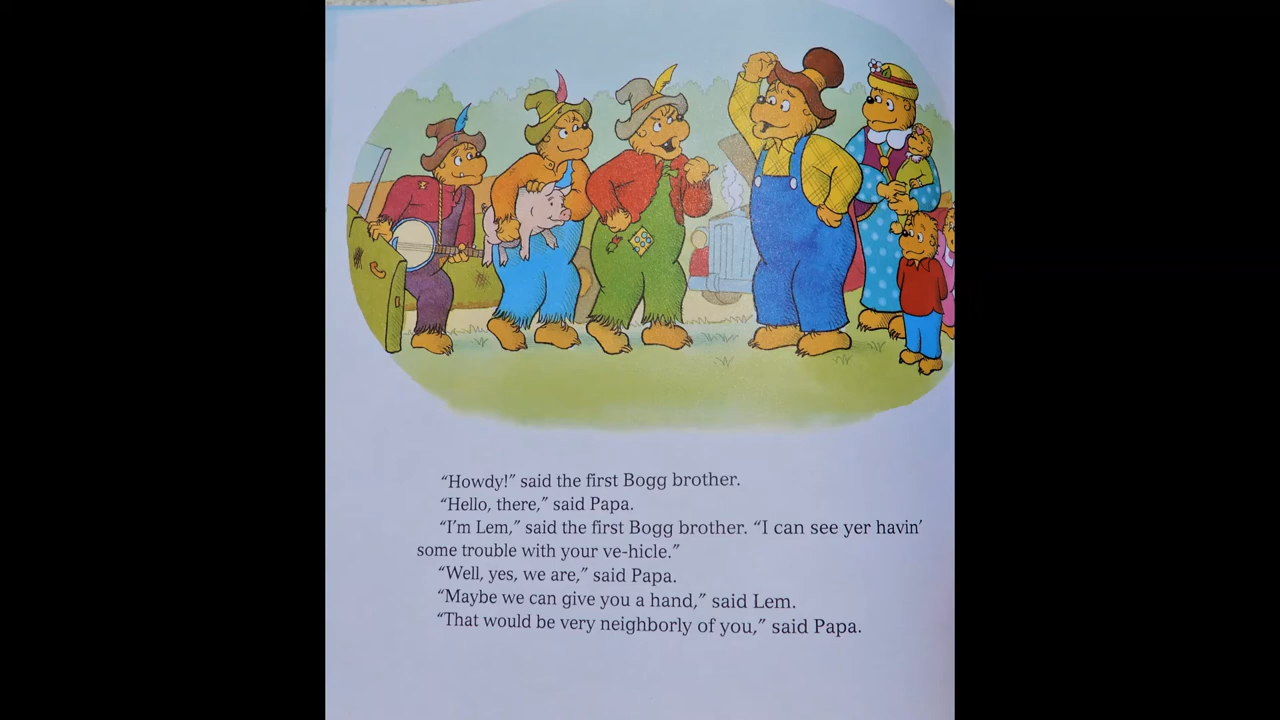 “Howdy!” said the first Bogg brother.
“Hello, there,” said Papa.
“I’m Lem,” said the first Bogg brother. “I can see yer havin’
some trouble with your ve-hicle.”
“Well, yes, we are,” said Papa.
“Maybe we can give you a hand,” said Lem.
“That would be very neighborly of you,” said Papa.